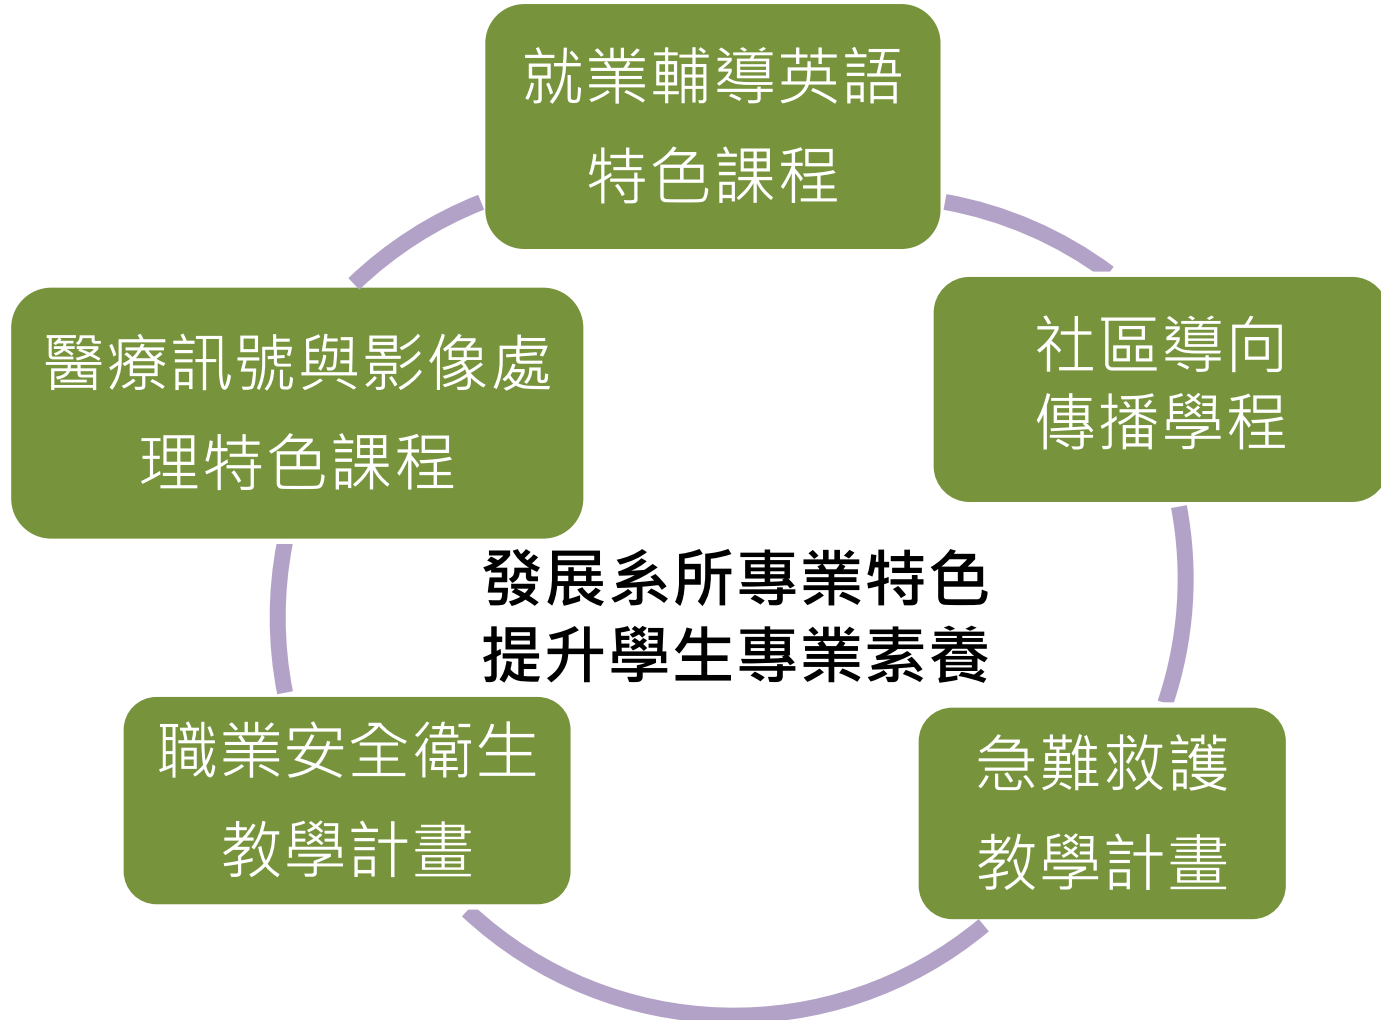 就業輔導英語
特色課程
社區導向
傳播學程
急難救護
教學計畫
職業安全衛生
教學計畫
醫療訊號與影像處
理特色課程
發展系所專業特色
提升學生專業素養